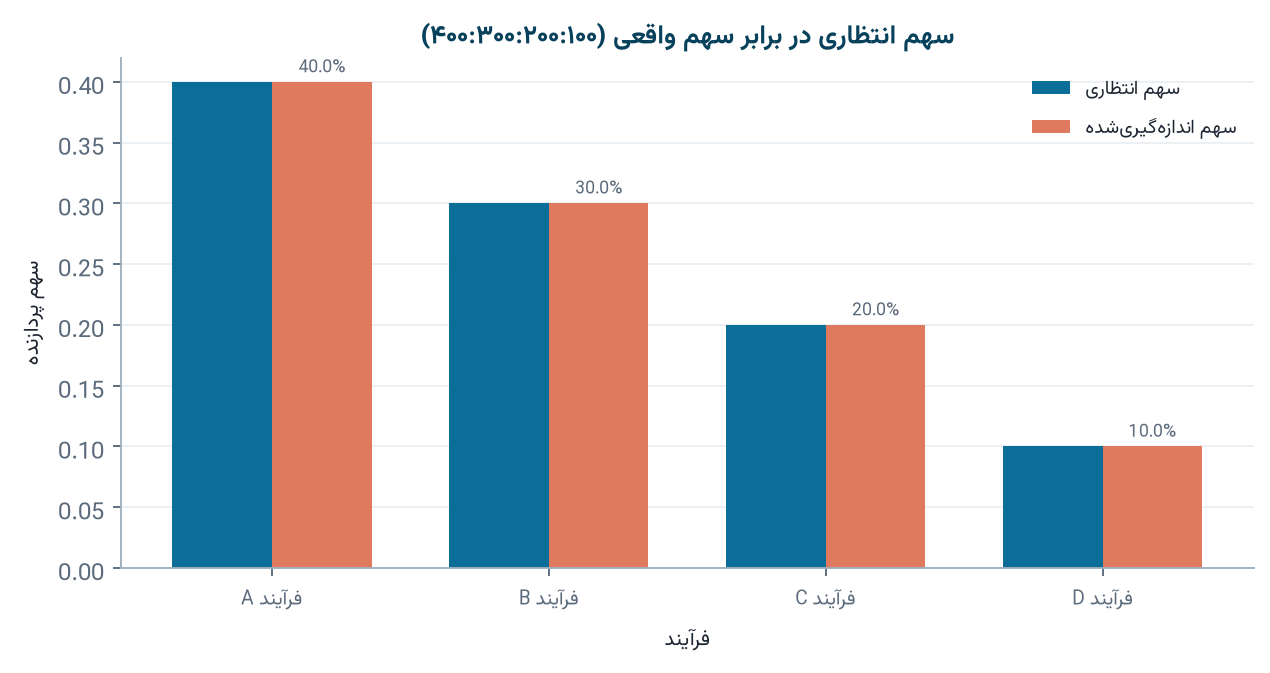 سهم انتظاری در برابر سهم واقعی (۴۰۰:۳۰۰:۲۰۰:۱۰۰)
سهم انتظاری
سهم اندازه‌گیری‌شده
سهم پردازنده
0.40
0.35
0.30
0.25
0.20
0.15
0.10
0.05
0.00
40.0%
30.0%
20.0%
10.0%
فرآیند A
فرآیند B
فرآیند C
فرآیند D
فرآیند